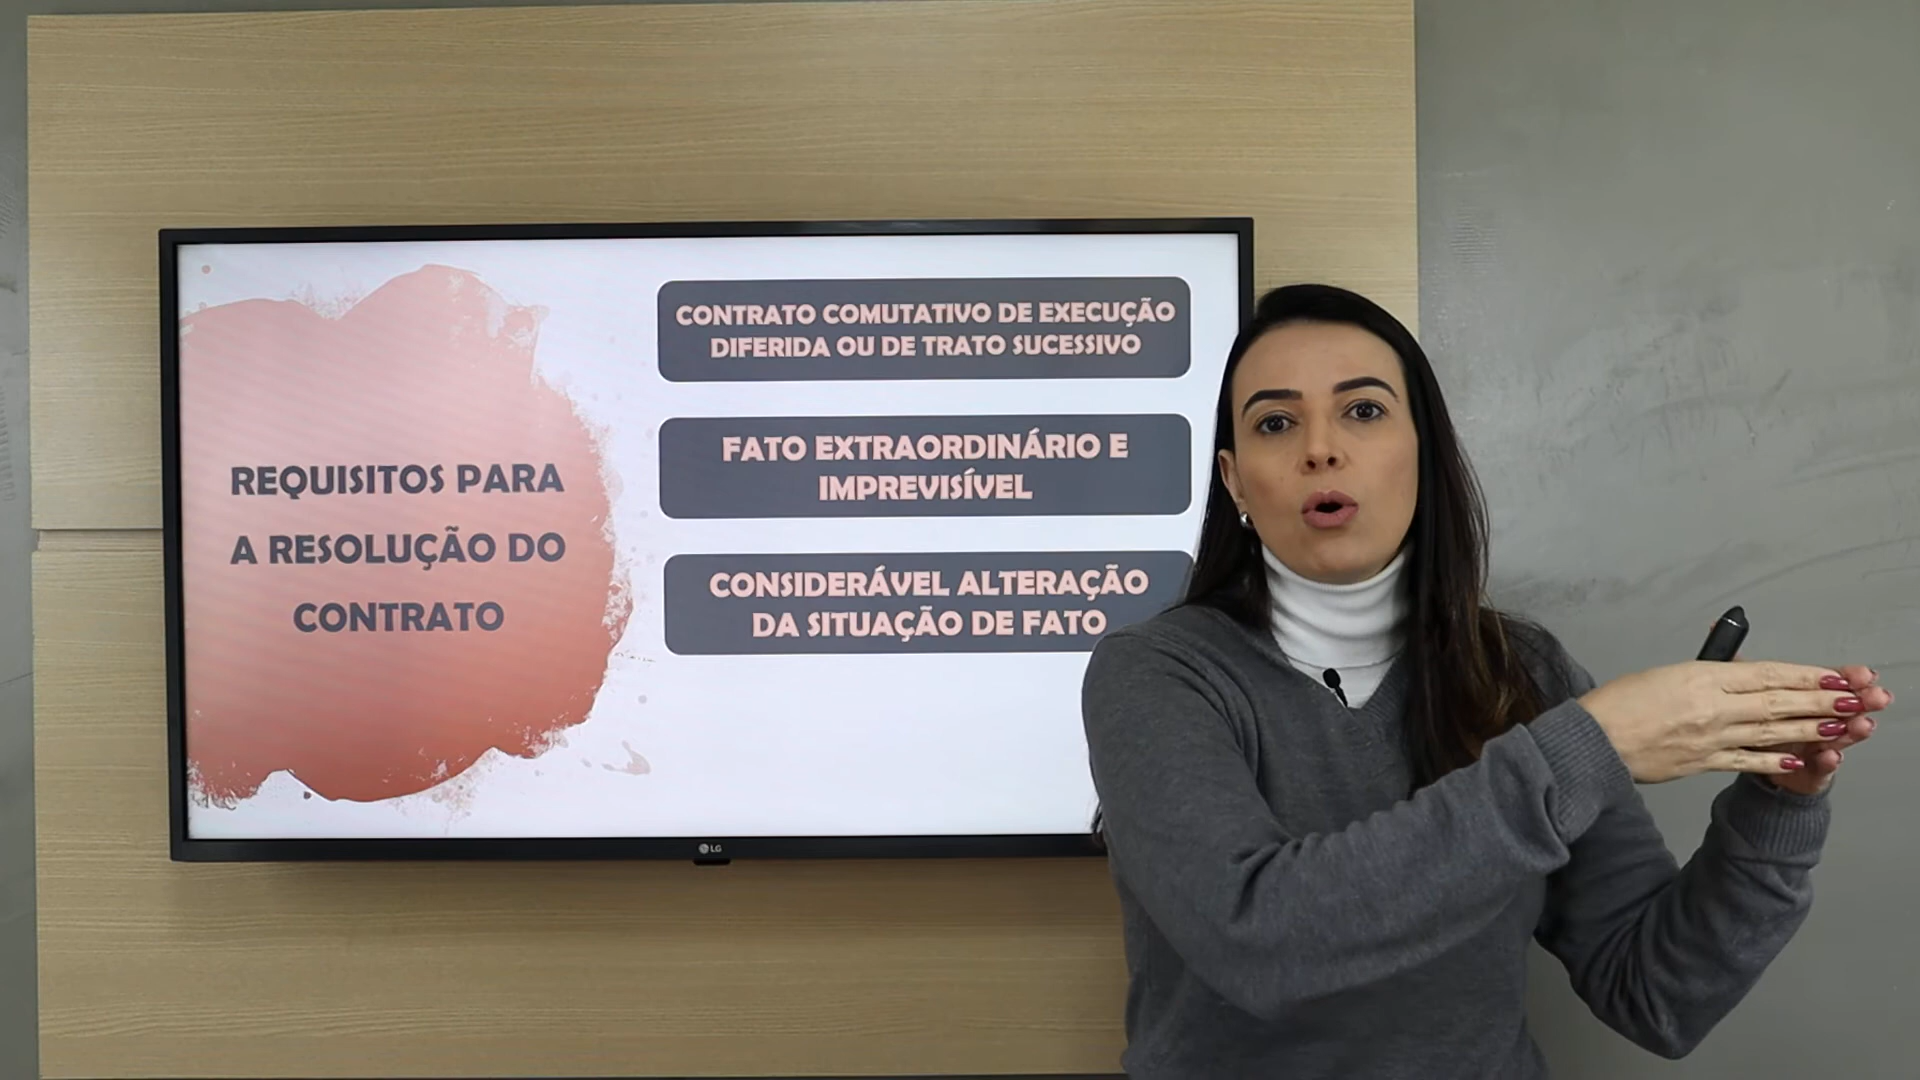 REQUISITOS PARA
A RESOLUÇÃO DO
CONTRATO
CONTRATO COMUTATIVO DE EXECUÇÃO
DIFERIDA OU DE TRATO SUCESSIVO
FATO EXTRAORDINÁRIO E
IMPREVISÍVEL
CONSIDERÁVEL ALTERAÇÃO
DA SITUAÇÃO DE FATO
LG